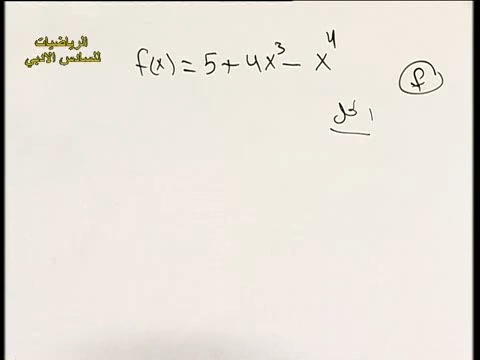 الرياضيات
للسادس الادبي
f(x) = 5 + 4x³ − x⁴
f'
الحل